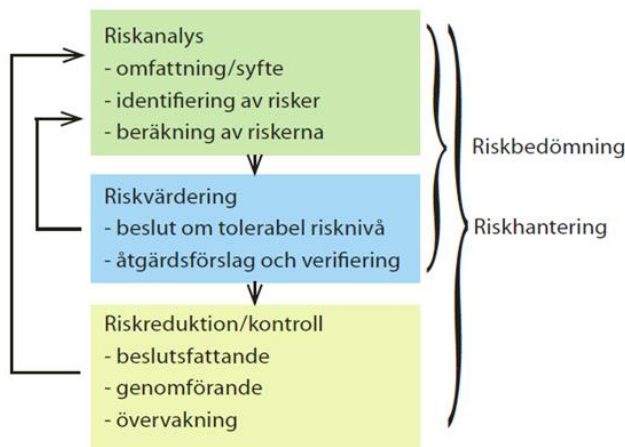 Riskanalys
- omfattning/syfte
- identifiering av risker
- beräkning av riskerna
Riskvärdering
- beslut om tolerabel risknivå
- åtgärdsförslag och verifiering
Riskreduktion/kontroll
- beslutsfattande
- genomförande
- övervakning
Riskbedömning
Riskhantering